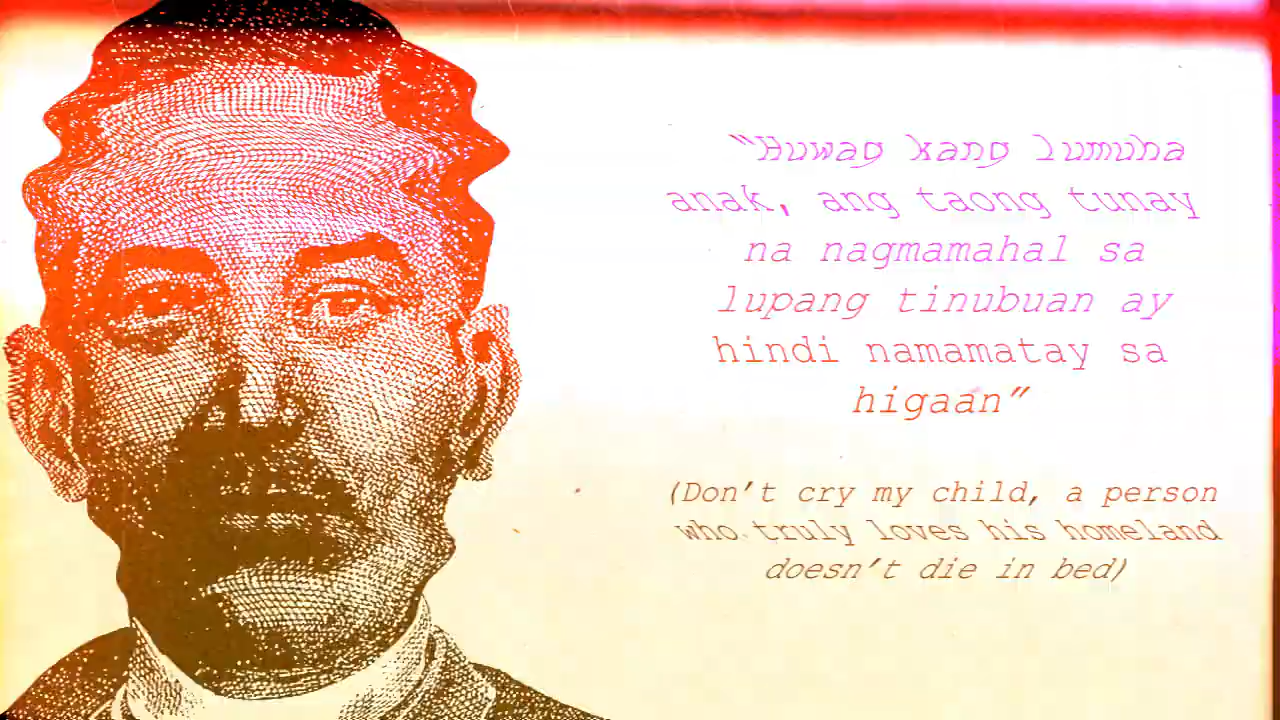 “Huwag kang lumuha
anak, ang taong tunay
na nagmamahal sa
lupang tinubuan ay
hindi namamatay sa
higaan”
(Don’t cry my child, a person
who truly loves his homeland
doesn’t die in bed)